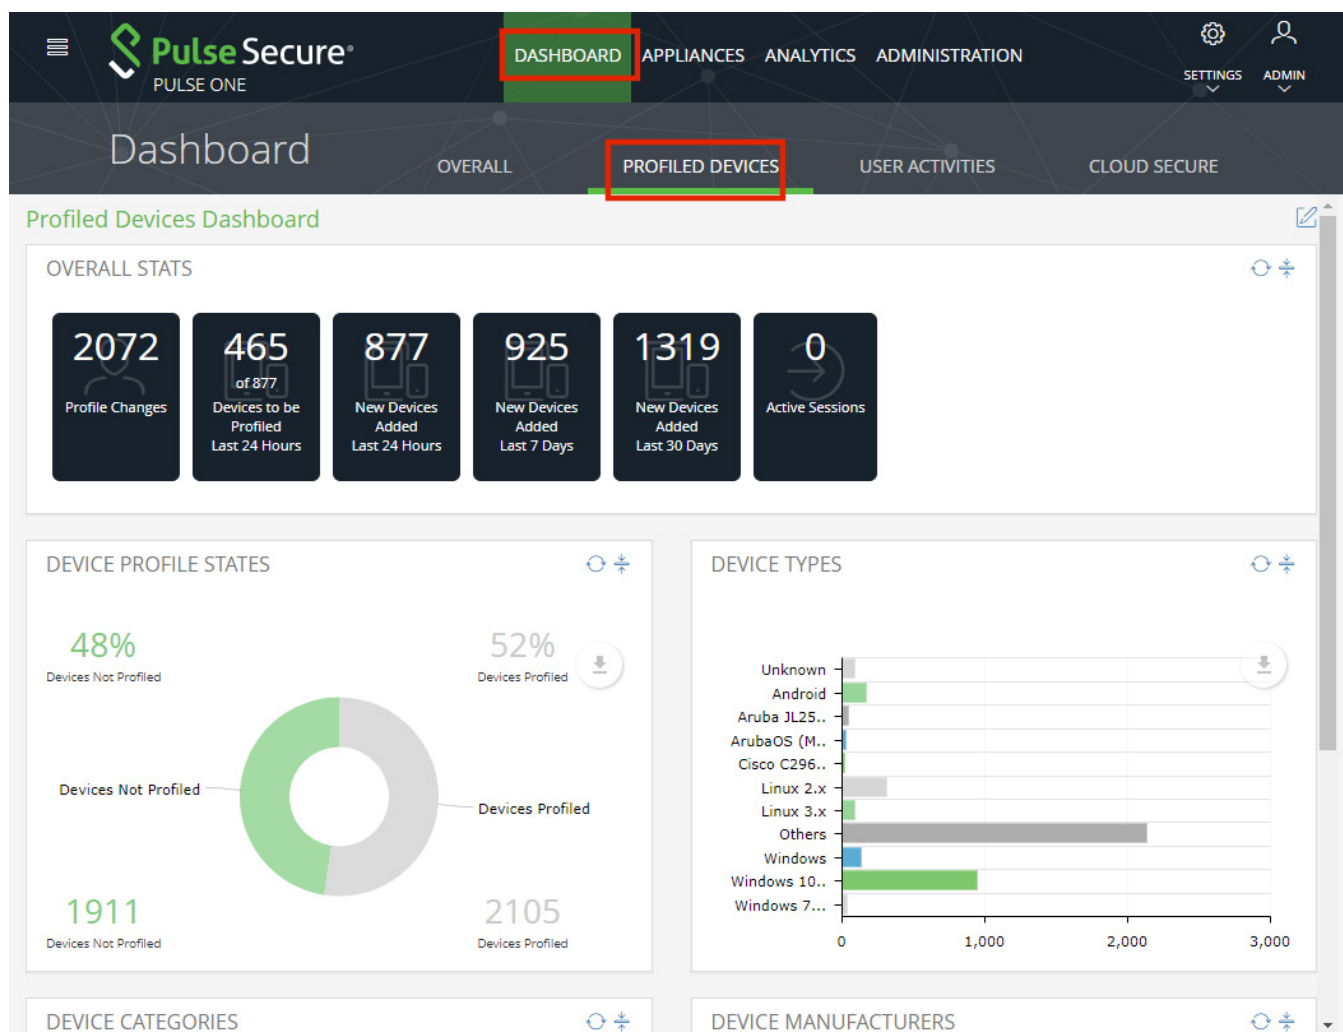 Pulse Secure®
PULSE ONE
DASHBOARD APPLIANCES ANALYTICS ADMINISTRATION
SETTINGS ADMIN
Dashboard
OVERALL PROFILED DEVICES USER ACTIVITIES CLOUD SECURE
Profiled Devices Dashboard
OVERALL STATS
2072
Profile Changes
465
of 877
Devices to be
Profiled
Last 24 Hours
877
New Devices
Added
Last 24 Hours
925
New Devices
Added
Last 7 Days
1319
New Devices
Added
Last 30 Days
0
Active Sessions
DEVICE PROFILE STATES
48%
Devices Not Profiled
52%
Devices Profiled
Devices Not Profiled
Devices Profiled
1911
Devices Not Profiled
2105
Devices Profiled
DEVICE TYPES
Unknown
Android
Aruba JL25..
ArubaOS (M..
Cisco C296..
Linux 2.x
Linux 3.x
Others
Windows
Windows 10..
Windows 7...
0 1,000 2,000 3,000
DEVICE CATEGORIES
DEVICE MANUFACTURERS